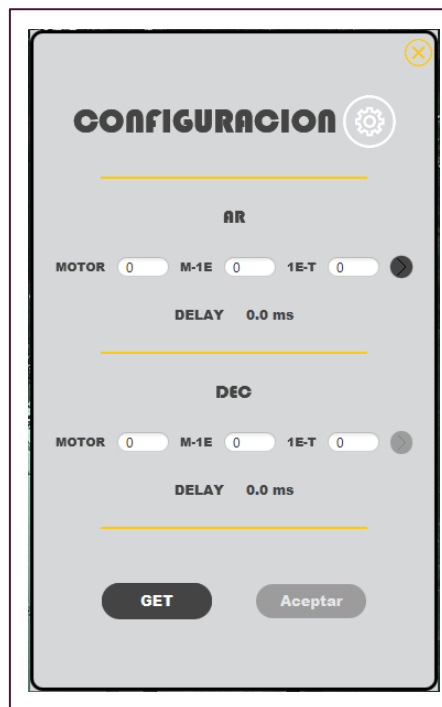 CONFIGURACION
AR
MOTOR 0 M-1E 0 1E-T 0
DELAY 0.0 ms
DEC
MOTOR 0 M-1E 0 1E-T 0
DELAY 0.0 ms
GET Aceptar